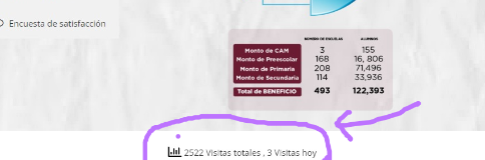 Encuesta de satisfacción
NÚMERO DE ESCUELAS ALUMNOS
Monto de CAM 3 155
Monto de Preescolar 168 16, 806
Monto de Primaria 208 71,496
Monto de Secundaria 114 33,936
Total de BENEFICIO 493 122,393
2522 Visitas totales , 3 Visitas hoy